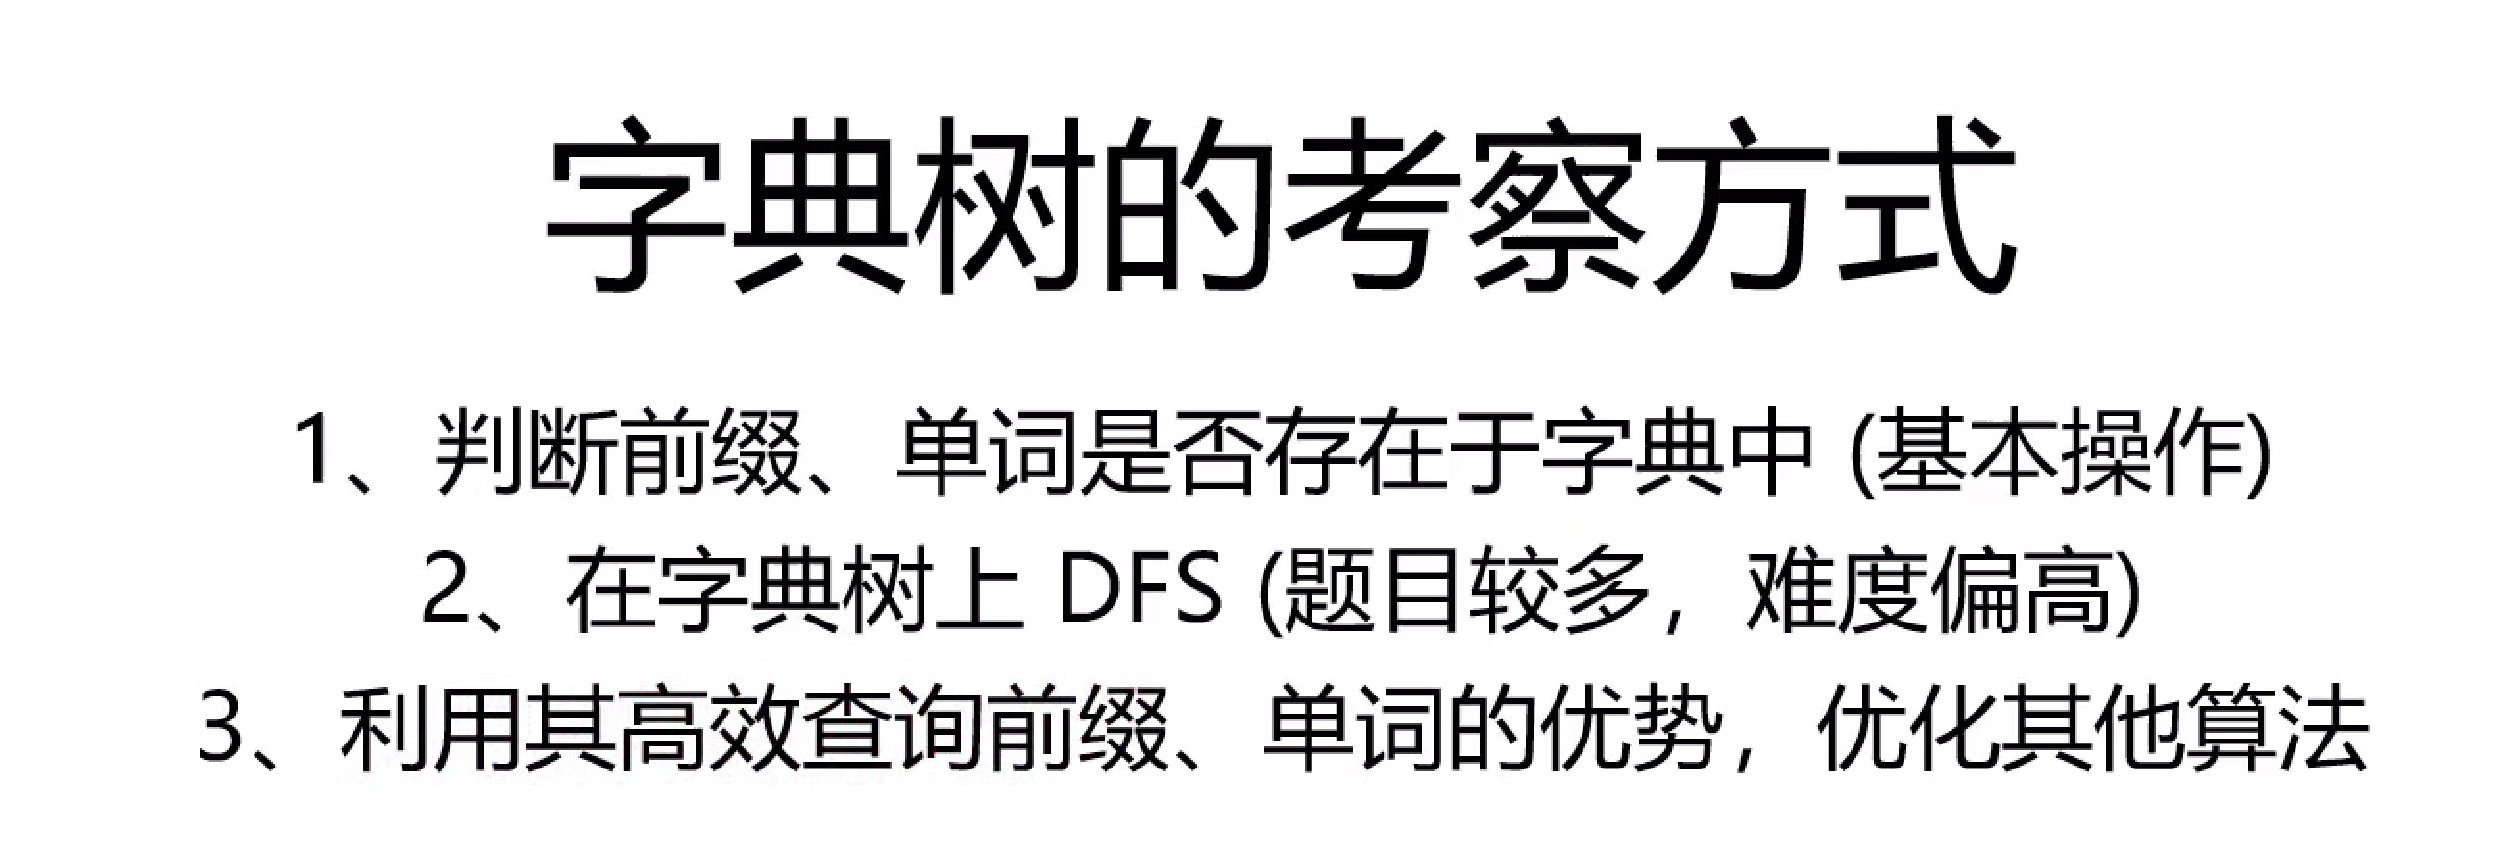 字典树的考察方式
1、判断前缀、单词是否存在于字典中 (基本操作)
2、在字典树上 DFS (题目较多，难度偏高)
3、利用其高效查询前缀、单词的优势，优化其他算法